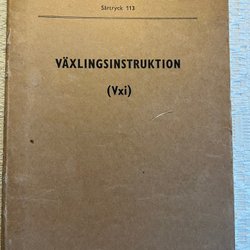 Särtryck 113
VÄXLINGSINSTRUKTION
(Vxi)